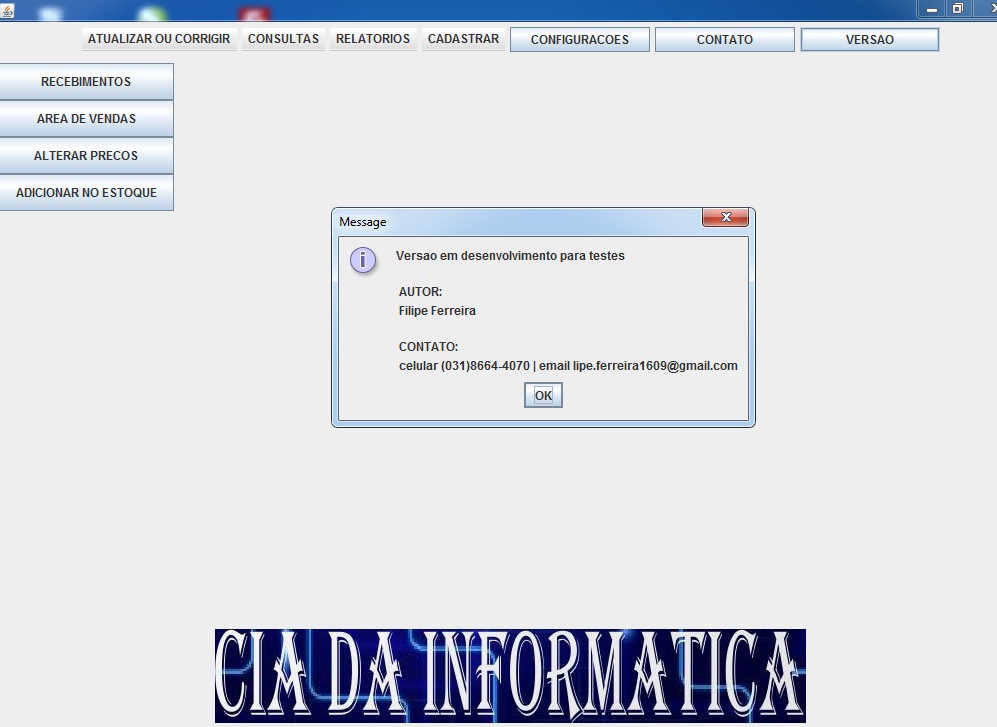 ATUALIZAR OU CORRIGIR CONSULTAS RELATORIOS CADASTRAR CONFIGURACOES CONTATO VERSAO
RECEBIMENTOS
AREA DE VENDAS
ALTERAR PRECOS
ADICIONAR NO ESTOQUE
Message
Versao em desenvolvimento para testes
AUTOR:
Filipe Ferreira
CONTATO:
celular (031)8664-4070 | email lipe.ferreira1609@gmail.com
OK
CIA DA INFORMATICA